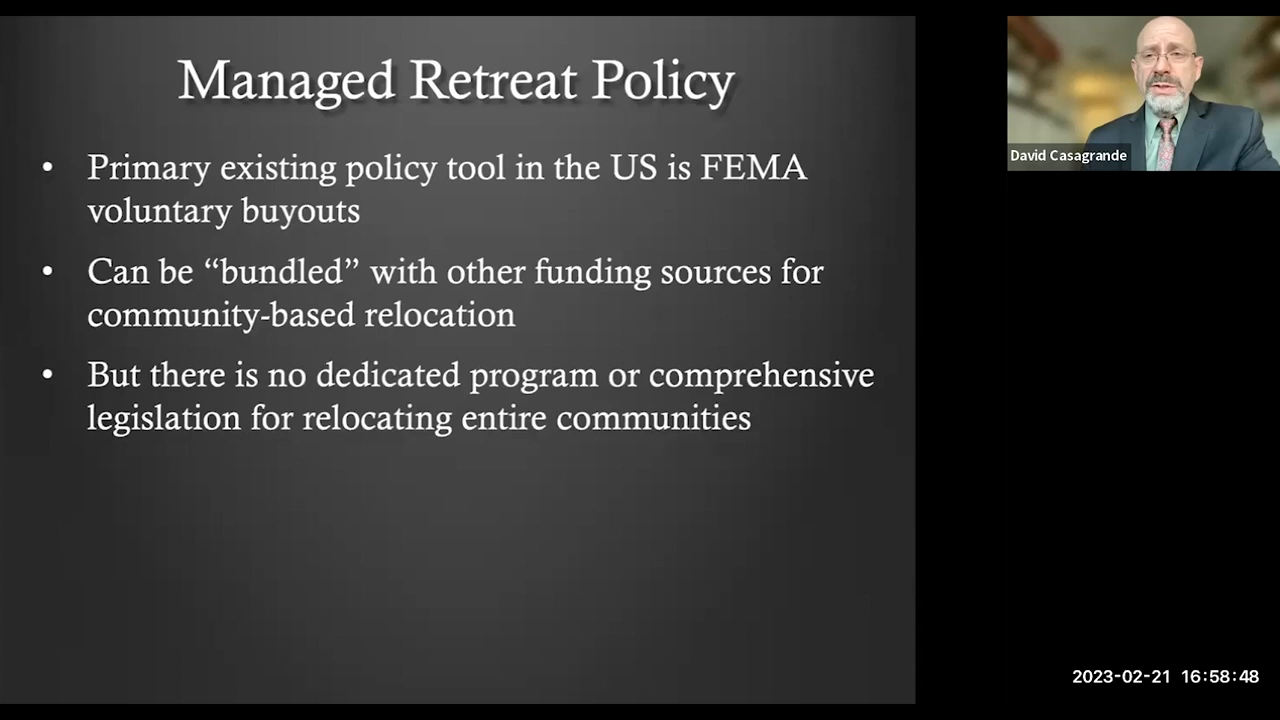 Managed Retreat Policy
• Primary existing policy tool in the US is FEMA
voluntary buyouts
• Can be “bundled” with other funding sources for
community-based relocation
• But there is no dedicated program or comprehensive
legislation for relocating entire communities
David Casagrande
2023-02-21 16:58:48